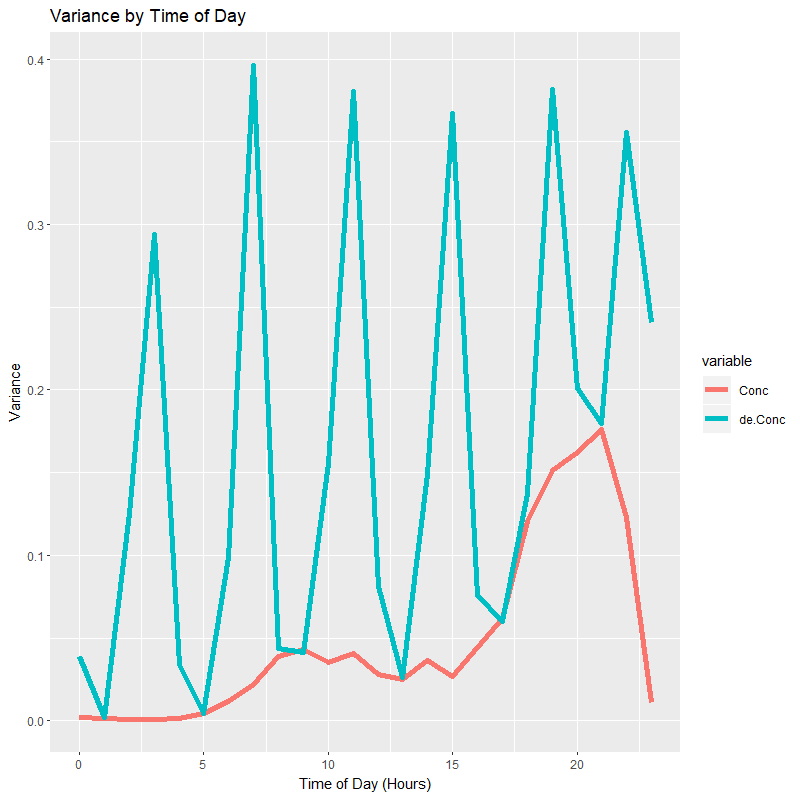 Variance by Time of Day
0.4
0.3
0.2
0.1
0.0
Variance
0 5 10 15 20
Time of Day (Hours)
variable
Conc
de.Conc